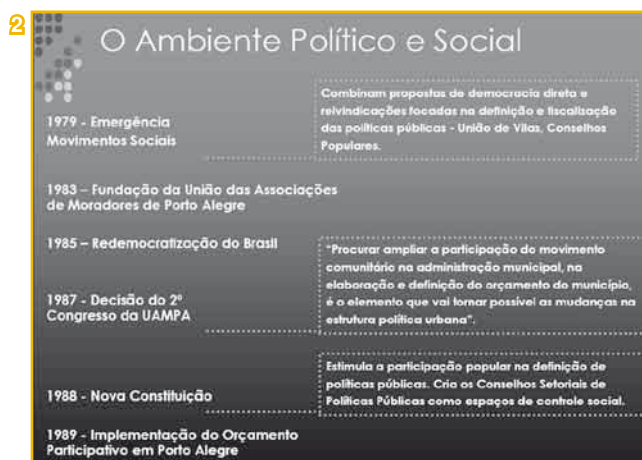 2
O Ambiente Político e Social
Combinam propostas de democracia direta e
reivindicações focadas na definição e fiscalização
das políticas públicas - União de Vilas, Conselhos
Populares.
1979 - Emergência
Movimentos Sociais
1983 – Fundação da União das Associações
de Moradores de Porto Alegre
1985 – Redemocratização do Brasil
"Procurar ampliar a participação do movimento
comunitário na administração municipal, na
elaboração e definição do orçamento do município,
é o elemento que vai tornar possível as mudanças na
estrutura política urbana".
1987 - Decisão do 2º
Congresso da UAMPA
Estimula a participação popular na definição de
políticas públicas. Cria os Conselhos Setoriais de
Políticas Públicas como espaços de controle social.
1988 - Nova Constituição
1989 - Implementação do Orçamento
Participativo em Porto Alegre